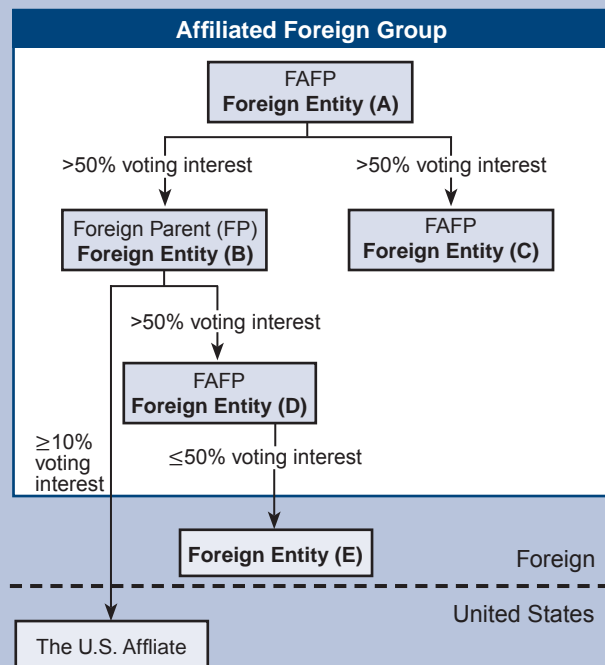 Affiliated Foreign Group
FAFP
Foreign Entity (A)
>50% voting interest
>50% voting interest
Foreign Parent (FP)
Foreign Entity (B)
FAFP
Foreign Entity (C)
>50% voting interest
FAFP
Foreign Entity (D)
≥10%
voting
interest
≤50% voting interest
Foreign Entity (E)
Foreign
United States
The U.S. Affliate